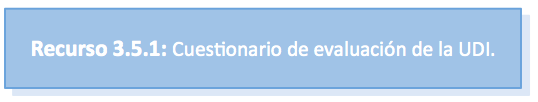 Recurso 3.5.1: Cuestionario de evaluación de la UDI.